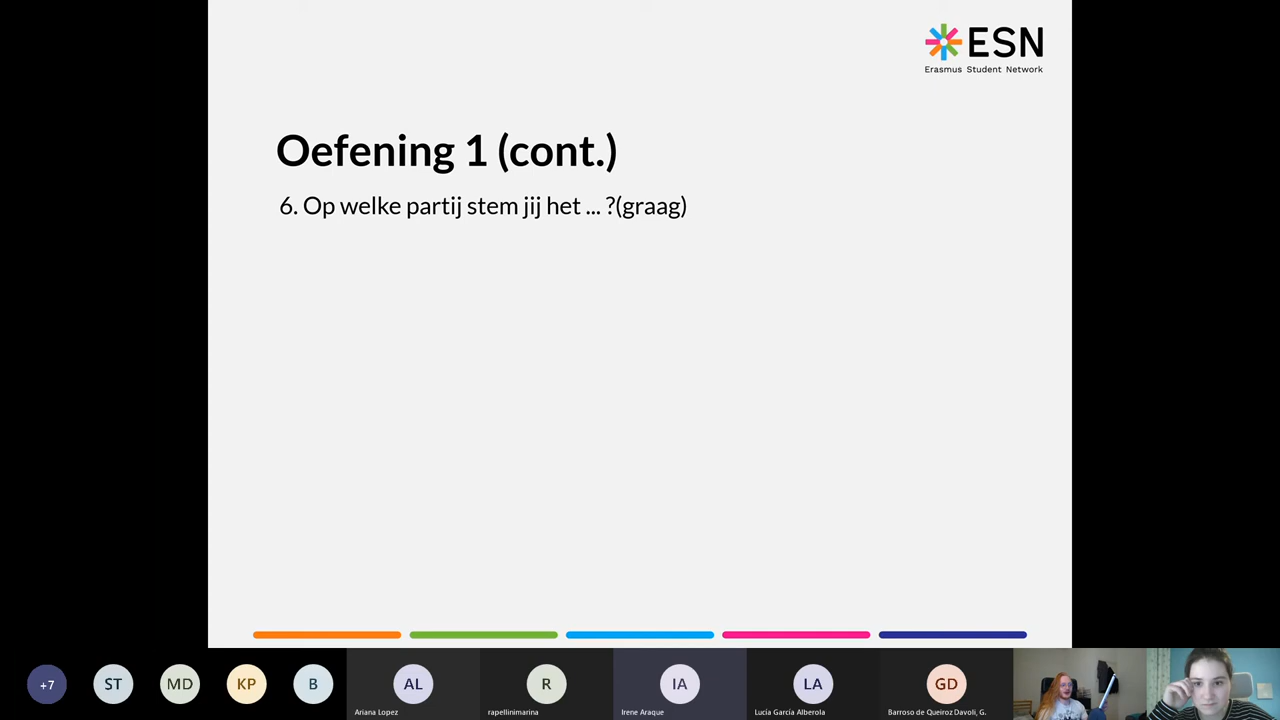 ESN
Erasmus Student Network
Oefening 1 (cont.)
6. Op welke partij stem jij het ... ?(graag)
+7
ST
MD
KP
B
AL
R
IA
LA
GD
Ariana Lopez
rapellinimarina
Irene Araque
Lucía García Alberola
Barroso de Queiroz Davoli, G.